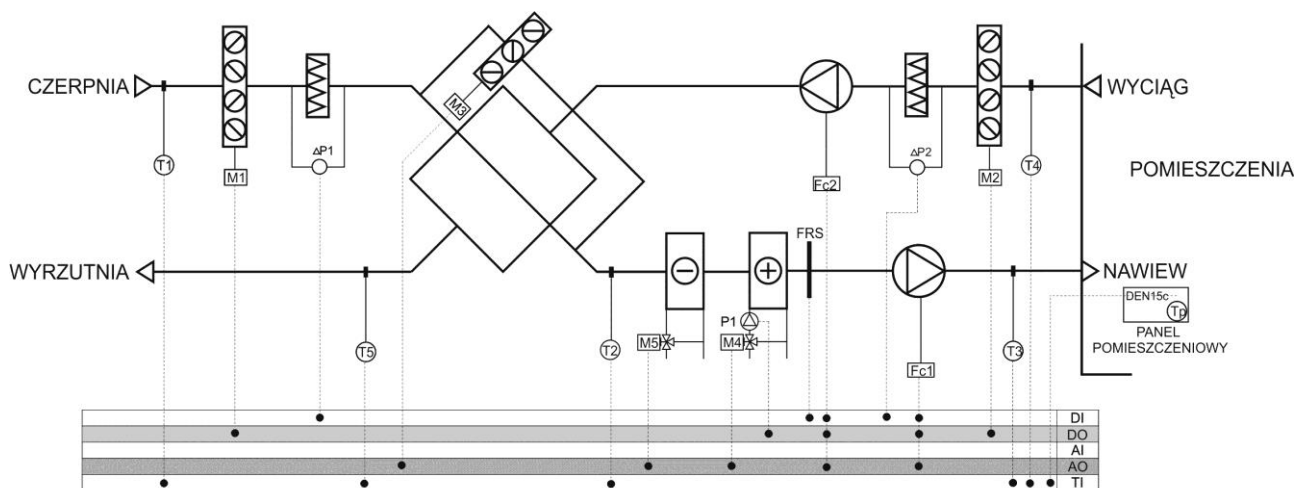 CZERPNIA
T1
M1
ΔP1
M3
Fc2
ΔP2
M2
T4
WYCIĄG
POMIESZCZENIA
WYRZUTNIA
T5
T2
M5
P1
M4
FRS
Fc1
T3
NAWIEW
DEN15c
Tp
PANEL
POMIESZCZENIOWY
DI
DO
AI
AO
TI